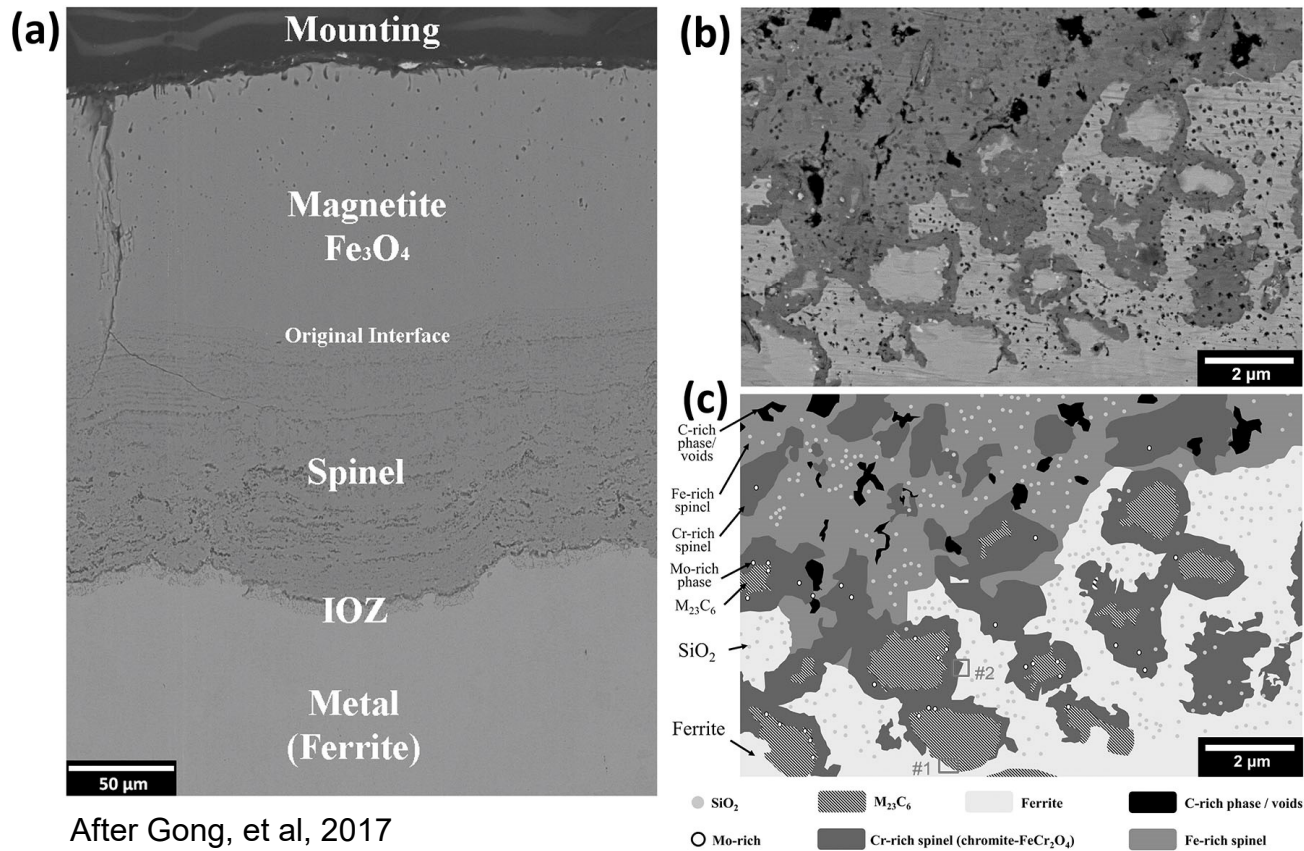 (a)
Mounting
Magnetite
Fe₃O₄
Original Interface
Spinel
IOZ
Metal
(Ferrite)
50 µm
After Gong, et al, 2017
(b)
2 µm
(c)
C-rich
phase/
voids
Fe-rich
spinel
Cr-rich
spinel
Mo-rich
phase
M₂₃C₆
SiO₂
Ferrite
#2
#1
2 µm
SiO₂
M₂₃C₆
Ferrite
C-rich phase / voids
Mo-rich
Cr-rich spinel (chromite-FeCr₂O₄)
Fe-rich spinel